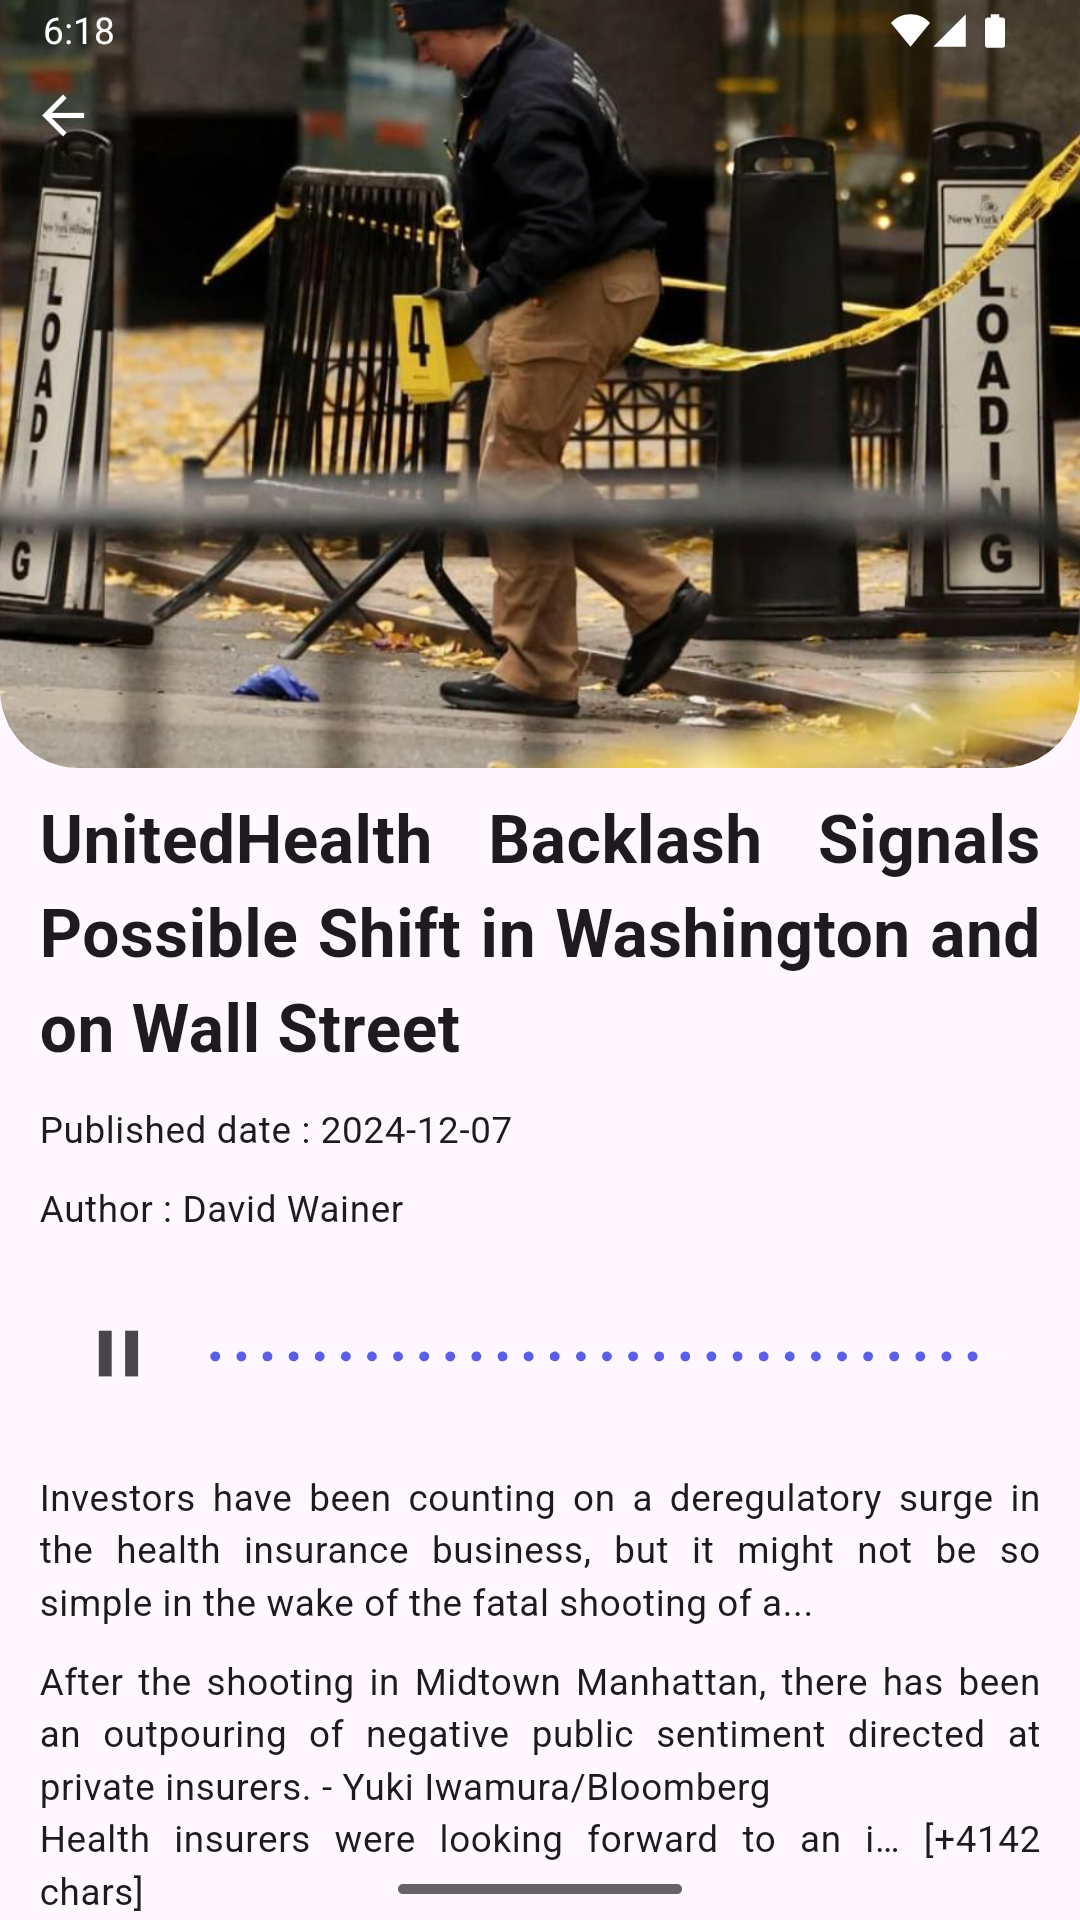 6:18
New York
LOADING
4
New York
LOADING
UnitedHealth Backlash Signals
Possible Shift in Washington and
on Wall Street
Published date : 2024-12-07
Author : David Wainer
Investors have been counting on a deregulatory surge in
the health insurance business, but it might not be so
simple in the wake of the fatal shooting of a...
After the shooting in Midtown Manhattan, there has been
an outpouring of negative public sentiment directed at
private insurers. - Yuki Iwamura/Bloomberg
Health insurers were looking forward to an i… [+4142
chars]